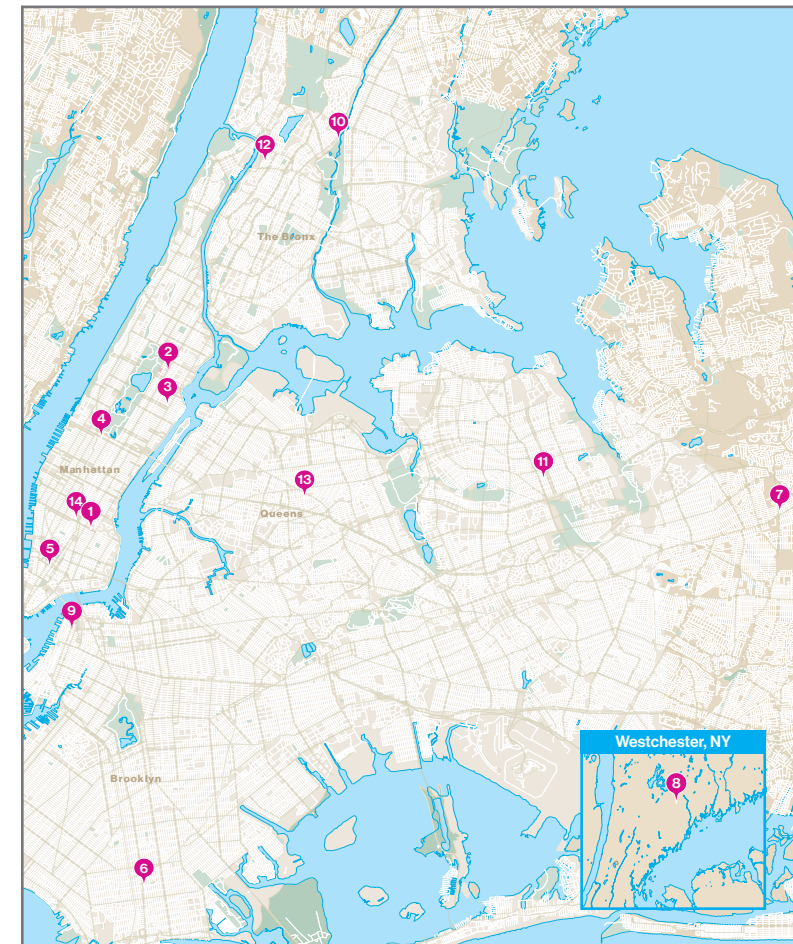 10
12
The Bronx
2
3
4
Manhattan
11
13
7
14
1
Queens
5
9
Westchester, NY
8
Brooklyn
6